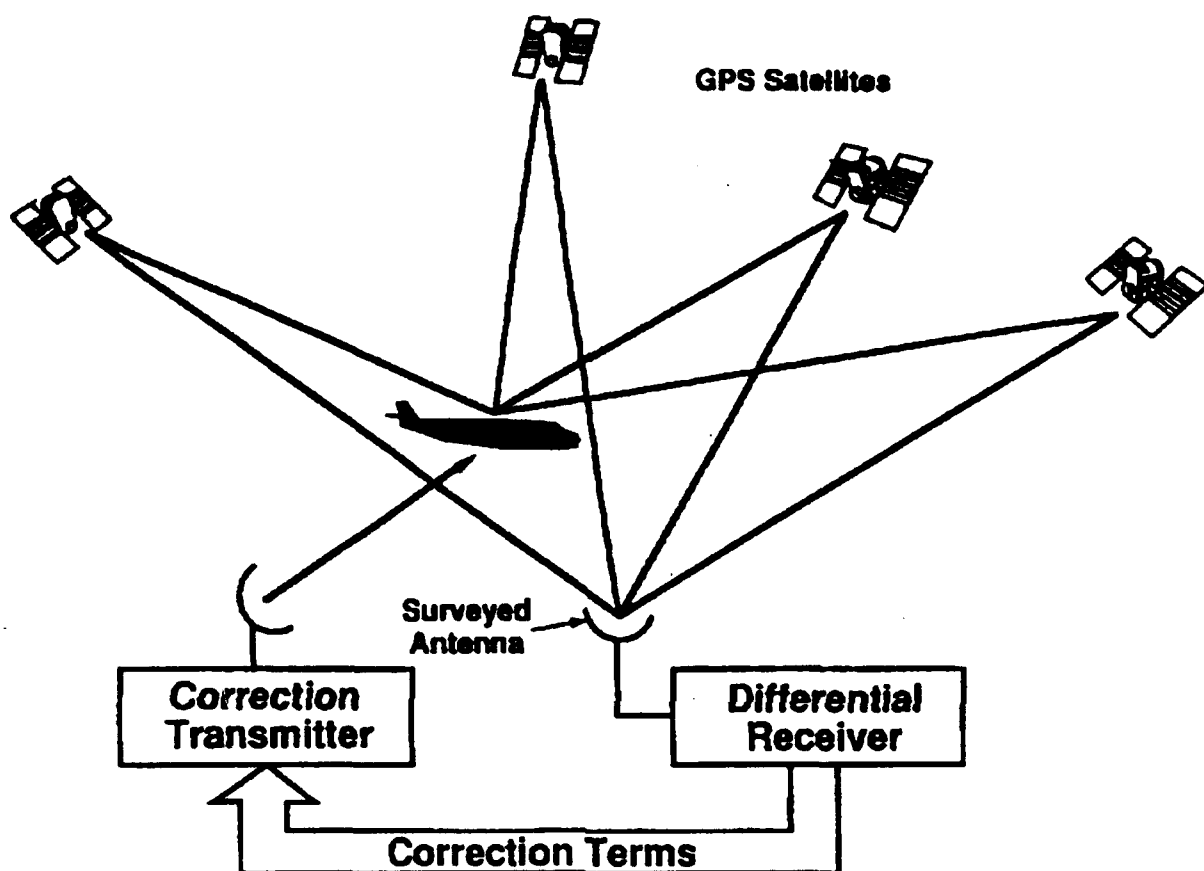 GPS Satellites
Surveyed
Antenna
Correction
Transmitter
Differential
Receiver
Correction Terms